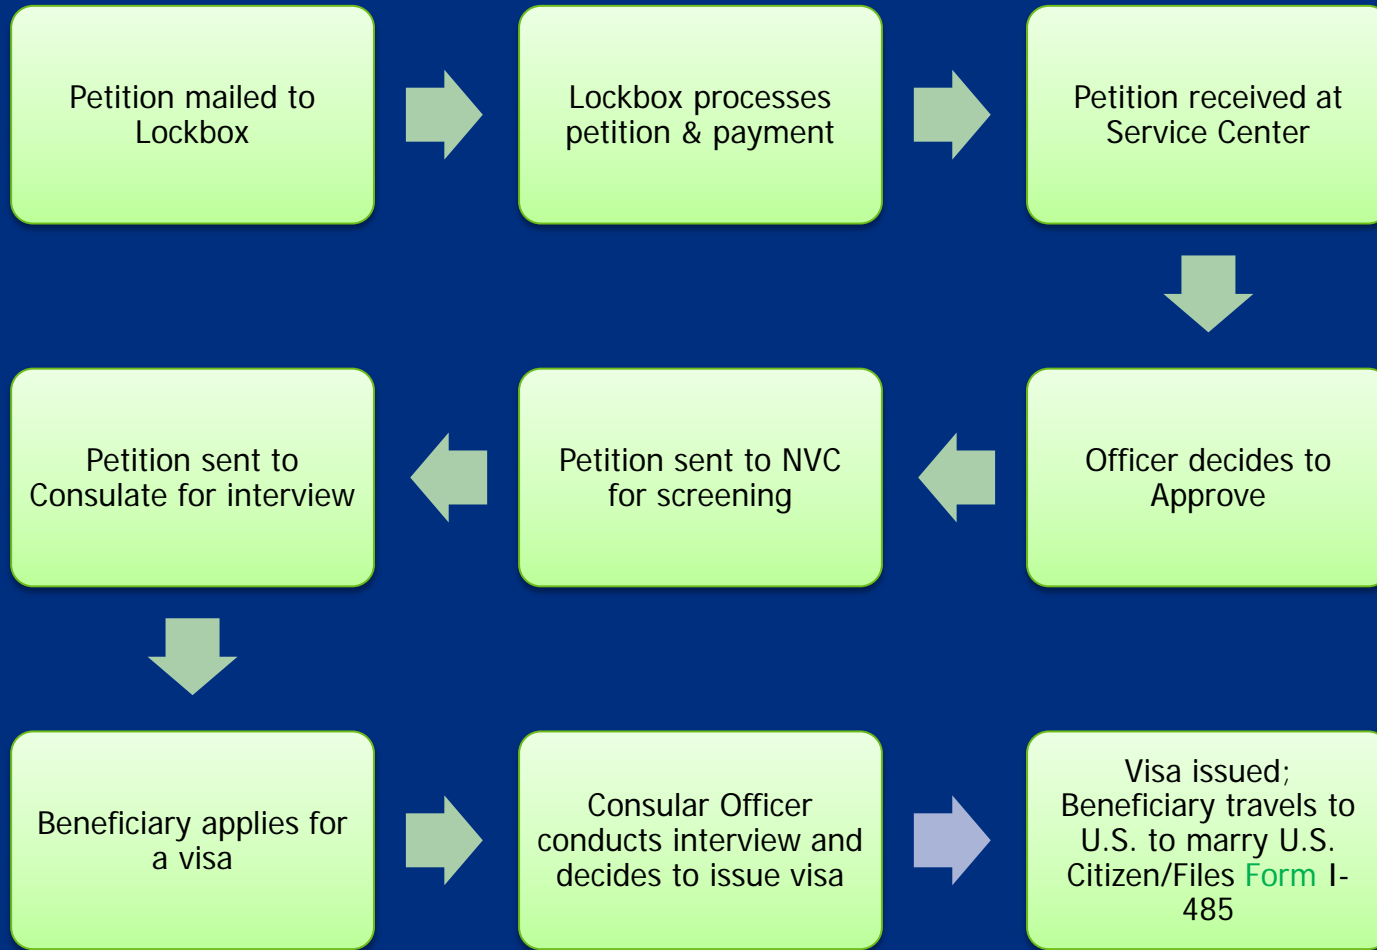 Petition mailed to
Lockbox
Lockbox processes
petition & payment
Petition received at
Service Center
Officer decides to
Approve
Petition sent to NVC
for screening
Petition sent to
Consulate for interview
Beneficiary applies for
a visa
Consular Officer
conducts interview and
decides to issue visa
Visa issued;
Beneficiary travels to
U.S. to marry U.S.
Citizen/Files Form I-
485